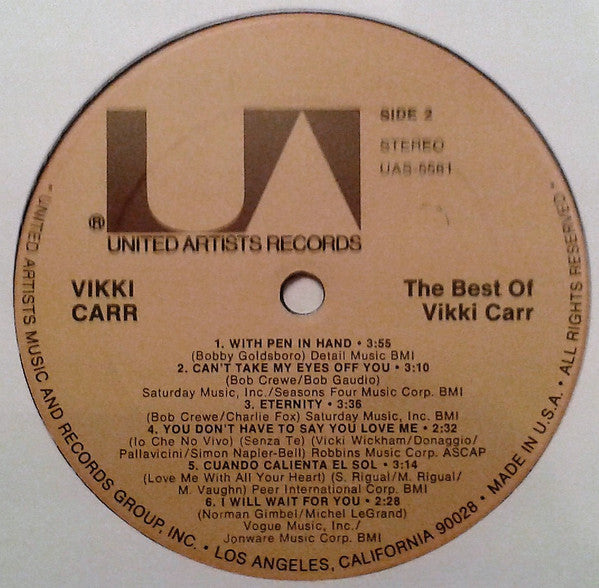 UA
SIDE 2
STEREO
UAS-5581
®
UNITED ARTISTS RECORDS
VIKKI
CARR
The Best Of
Vikki Carr
1. WITH PEN IN HAND • 3:55
(Bobby Goldsboro) Detail Music BMI
2. CAN'T TAKE MY EYES OFF YOU • 3:10
(Bob Crewe/Bob Gaudio)
Saturday Music, Inc./Seasons Four Music Corp. BMI
3. ETERNITY • 3:36
(Bob Crewe/Charlie Fox) Saturday Music, Inc. BMI
4. YOU DON'T HAVE TO SAY YOU LOVE ME • 2:32
(Io Che No Vivo) (Senza Te) (Vicki Wickham/Donaggio/
Pallavicini/Simon Napler-Bell) Robbins Music Corp. ASCAP
5. CUANDO CALIENTA EL SOL • 3:14
(Love Me With All Your Heart) (S. Rigual/M. Rigual/
M. Vaughn) Peer International Corp. BMI
6. I WILL WAIT FOR YOU • 2:28
(Norman Gimbel/Michel LeGrand)
Vogue Music, Inc./
Jonware Music Corp. BMI
UNITED ARTISTS MUSIC AND RECORDS GROUP, INC. • LOS ANGELES, CALIFORNIA 90028 • MADE IN U.S.A. • ALL RIGHTS RESERVED